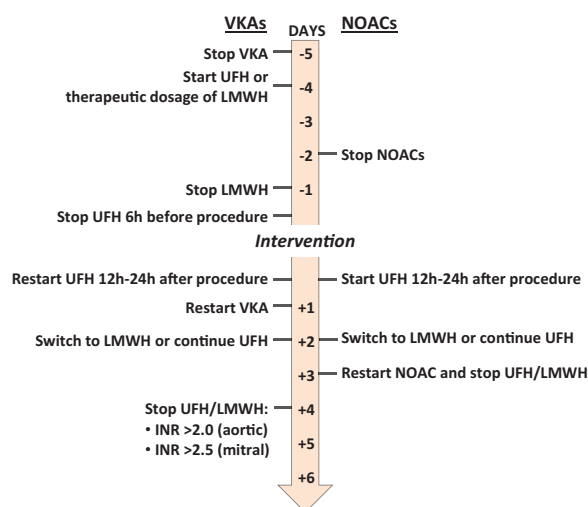 VKAs DAYS NOACs
Stop VKA -5
Start UFH or
therapeutic dosage of LMWH -4
-3
-2 Stop NOACs
Stop LMWH -1
Stop UFH 6h before procedure
Intervention
Restart UFH 12h-24h after procedure Start UFH 12h-24h after procedure
Restart VKA +1
Switch to LMWH or continue UFH +2 Switch to LMWH or continue UFH
+3 Restart NOAC and stop UFH/LMWH
Stop UFH/LMWH: +4
• INR >2.0 (aortic)
• INR >2.5 (mitral) +5
+6